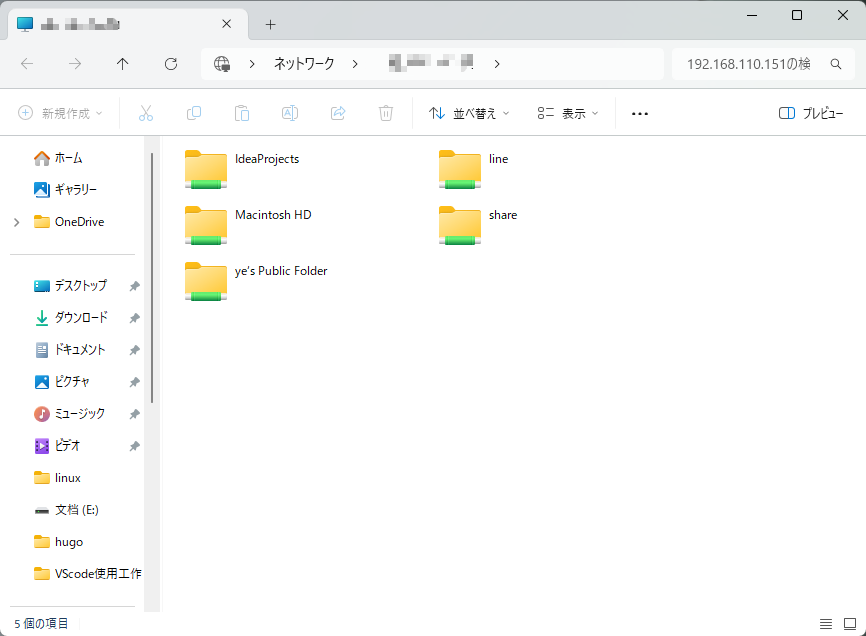 ネットワーク
192.168.110.151の検
新規作成
並べ替え
表示
プレビュー
ホーム
ギャラリー
OneDrive
デスクトップ
ダウンロード
ドキュメント
ピクチャ
ミュージック
ビデオ
linux
文档 (E:)
hugo
VScode使用工作
IdeaProjects
line
Macintosh HD
share
ye's Public Folder
5 個の項目